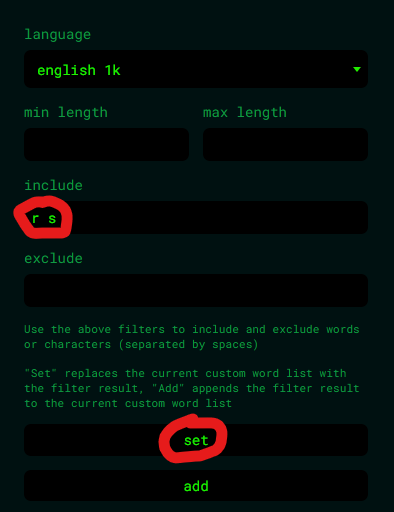 language
english 1k
min length max length
include
r s
exclude
Use the above filters to include and exclude words
or characters (separated by spaces)
"Set" replaces the current custom word list with
the filter result, "Add" appends the filter result
to the current custom word list
set
add